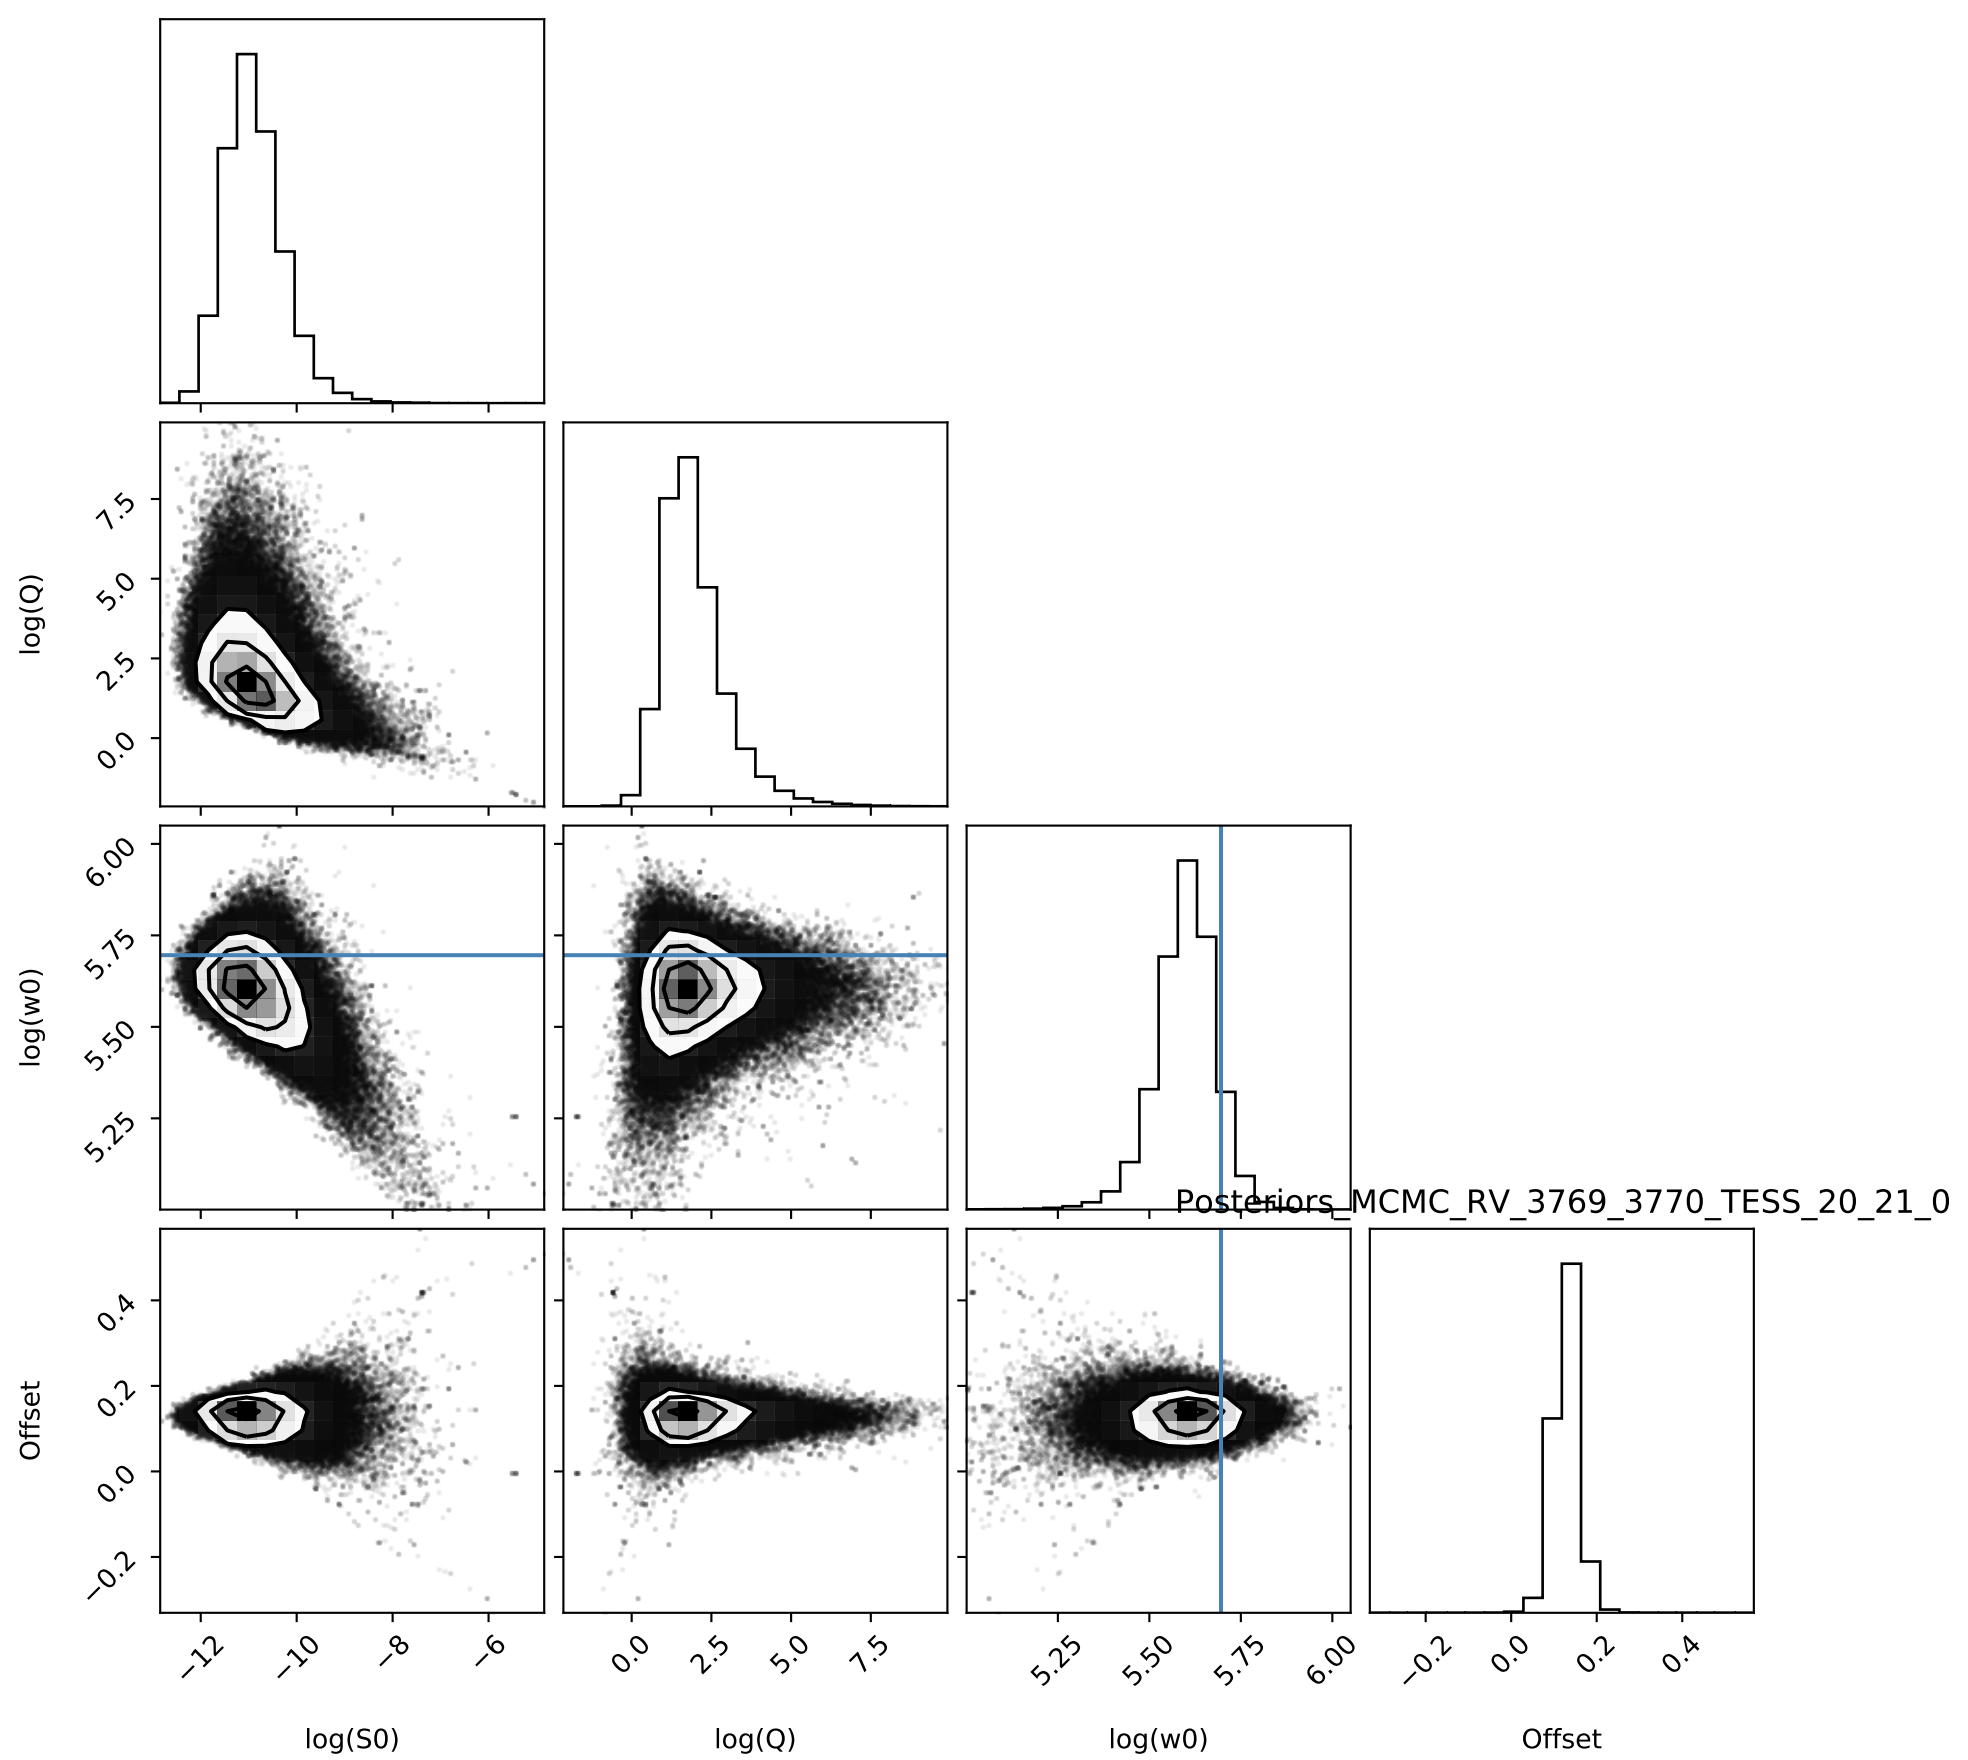 7.5
5.0
2.5
0.0
log(Q)
6.00
5.75
5.50
5.25
log(w0)
Posteriors_MCMC_RV_3769_3770_TESS_20_21_0
0.4
0.2
0.0
−0.2
Offset
−12 −10 −8 −6 0.0 2.5 5.0 7.5 5.25 5.50 5.75 6.00 −0.2 0.0 0.2 0.4
log(S0) log(Q) log(w0) Offset